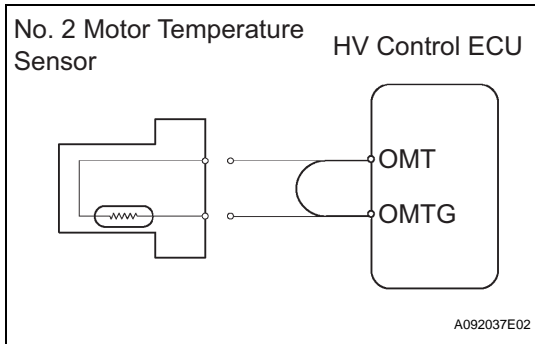 No. 2 Motor Temperature
Sensor
HV Control ECU
OMT
OMTG
A092037E02